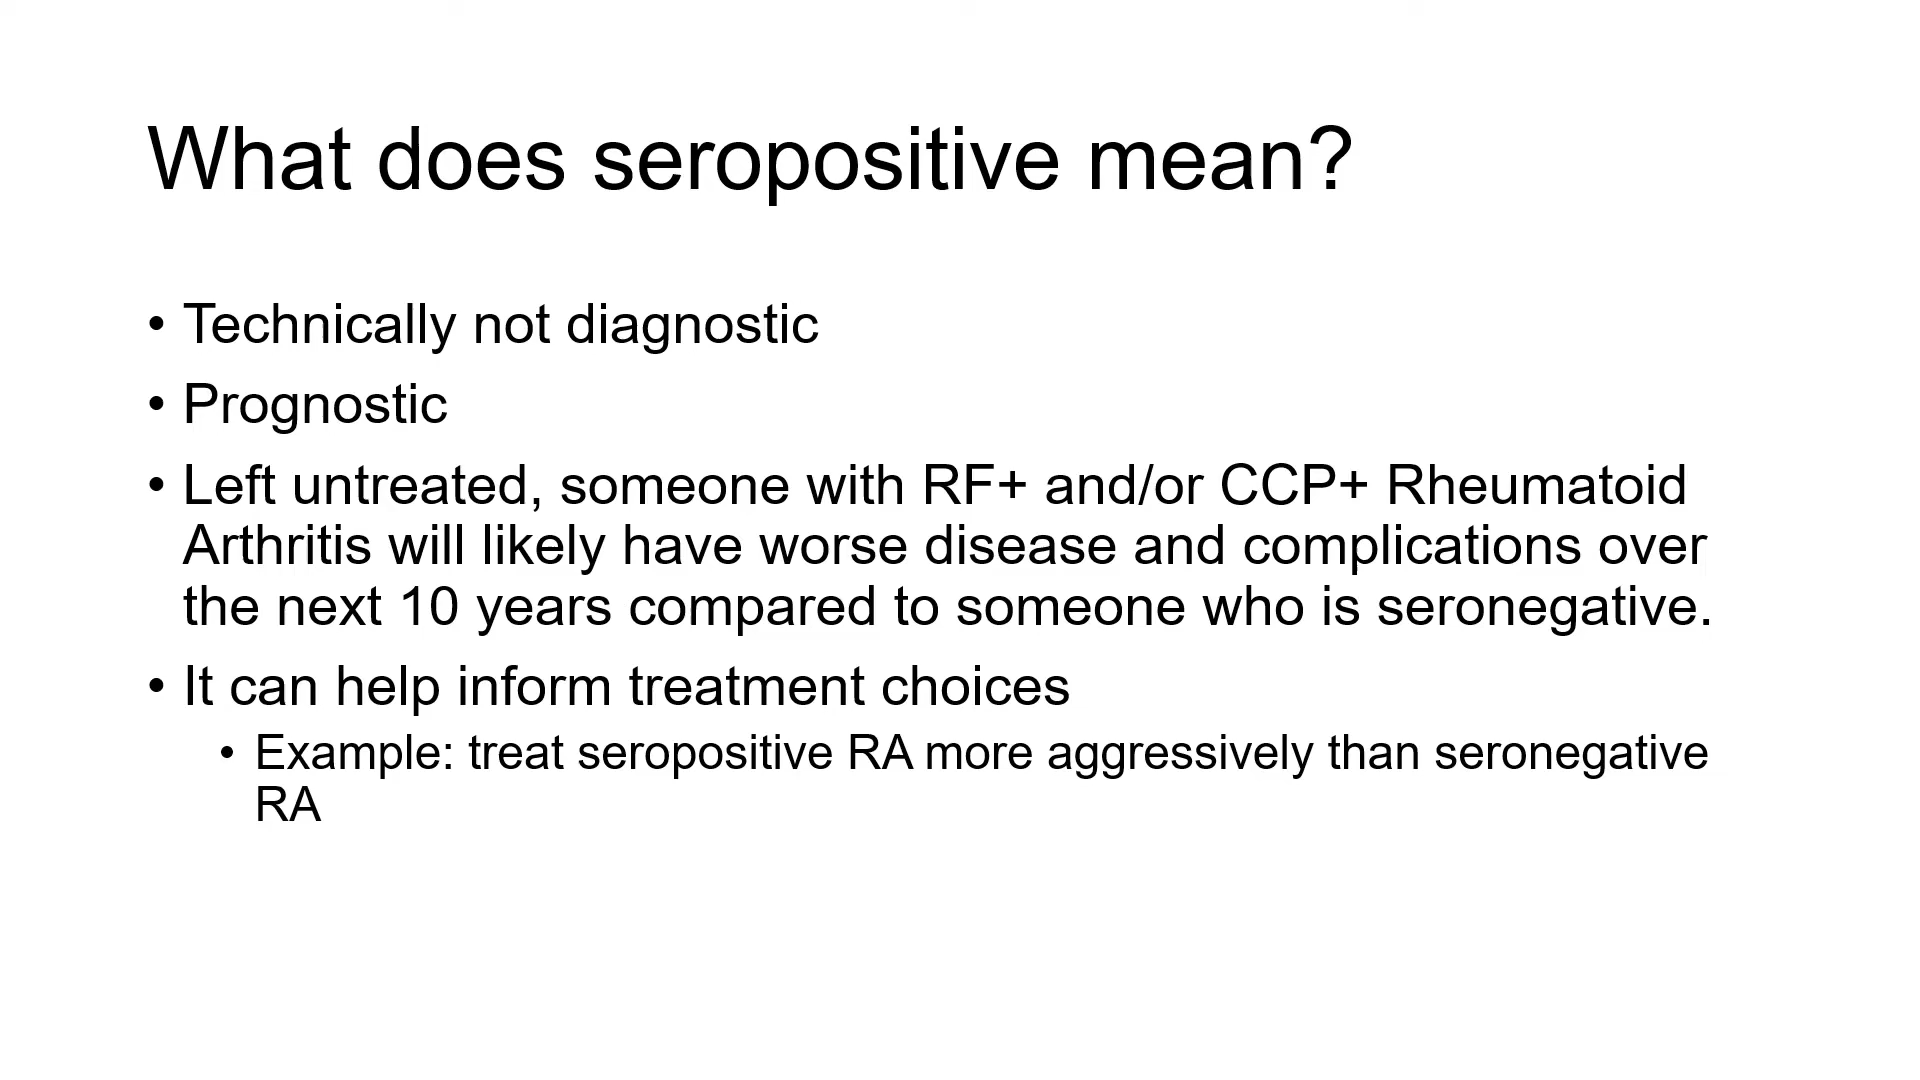 What does seropositive mean?
• Technically not diagnostic
• Prognostic
• Left untreated, someone with RF+ and/or CCP+ Rheumatoid
Arthritis will likely have worse disease and complications over
the next 10 years compared to someone who is seronegative.
• It can help inform treatment choices
• Example: treat seropositive RA more aggressively than seronegative
RA